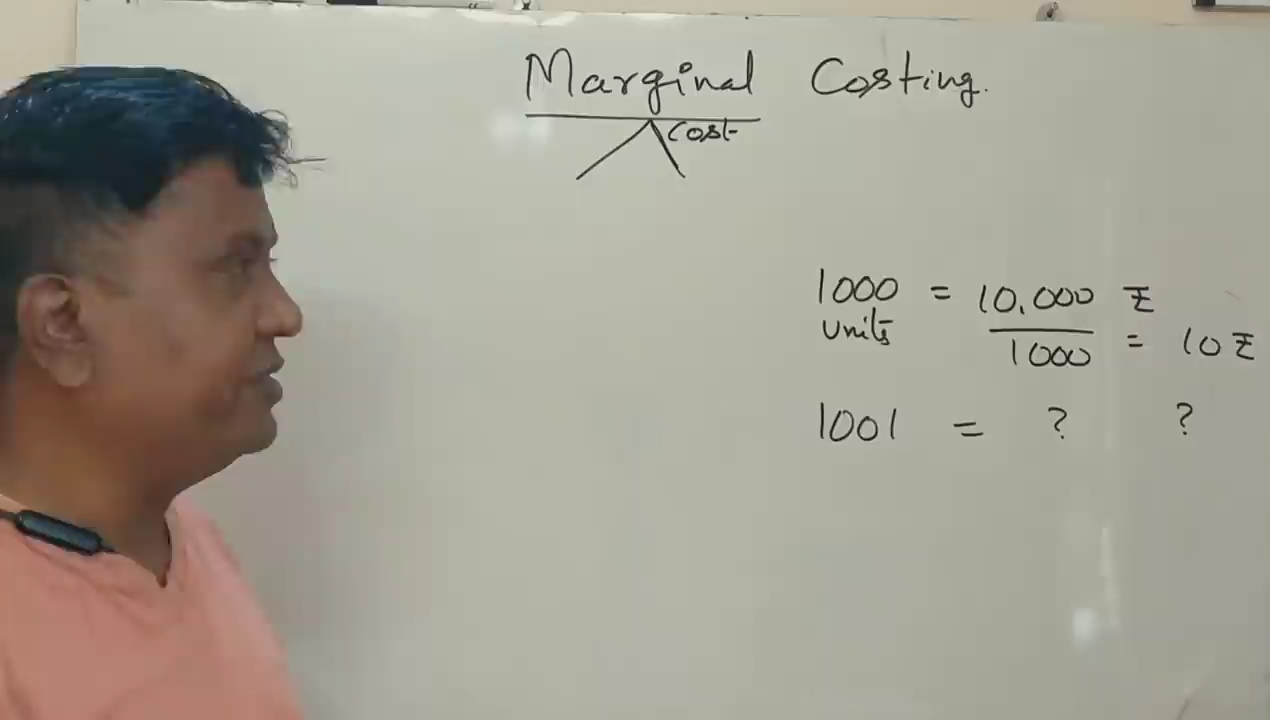 Marginal Costing.
Cost
1000 = 10,000 ₹
units
1000 = 10 ₹
1001 = ? ?